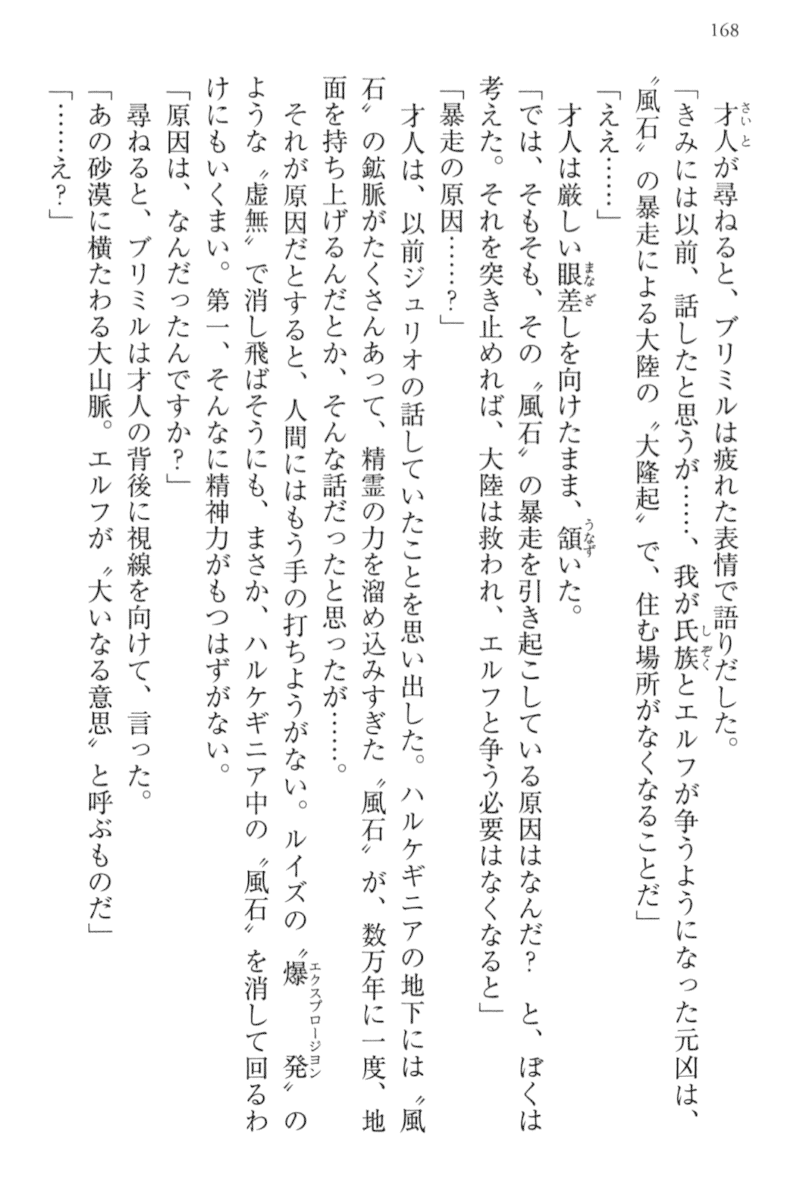 168
才人が尋ねると、ブリミルは疲れた表情で語りだした。
「きみには以前、話したと思うが……、我が氏族とエルフが争うようになった元凶は、
〝風石〟の暴走による大陸の〝大隆起〟で、住む場所がなくなることだ」
「ええ……」
才人は厳しい眼差しを向けたまま、頷いた。
「では、そもそも、その〝風石〟の暴走を引き起こしている原因はなんだ？　と、ぼくは
考えた。それを突き止めれば、大陸は救われ、エルフと争う必要はなくなると」
「暴走の原因……？」
才人は、以前ジュリオの話していたことを思い出した。ハルケギニアの地下には〝風
石〟の鉱脈がたくさんあって、精霊の力を溜め込みすぎた〝風石〟が、数万年に一度、地
面を持ち上げるんだとか、そんな話だったと思ったが……。
それが原因だとすると、人間にはもう手の打ちようがない。ルイズの〝爆発〟の
ような〝虚無〟で消し飛ばそうにも、まさか、ハルケギニア中の〝風石〟を消して回るわ
けにもいくまい。第一、そんなに精神力がもつはずがない。
「原因は、なんだったんですか？」
尋ねると、ブリミルは才人の背後に視線を向けて、言った。
「あの砂漠に横たわる大山脈。エルフが〝大いなる意思〟と呼ぶものだ」
「……え？」